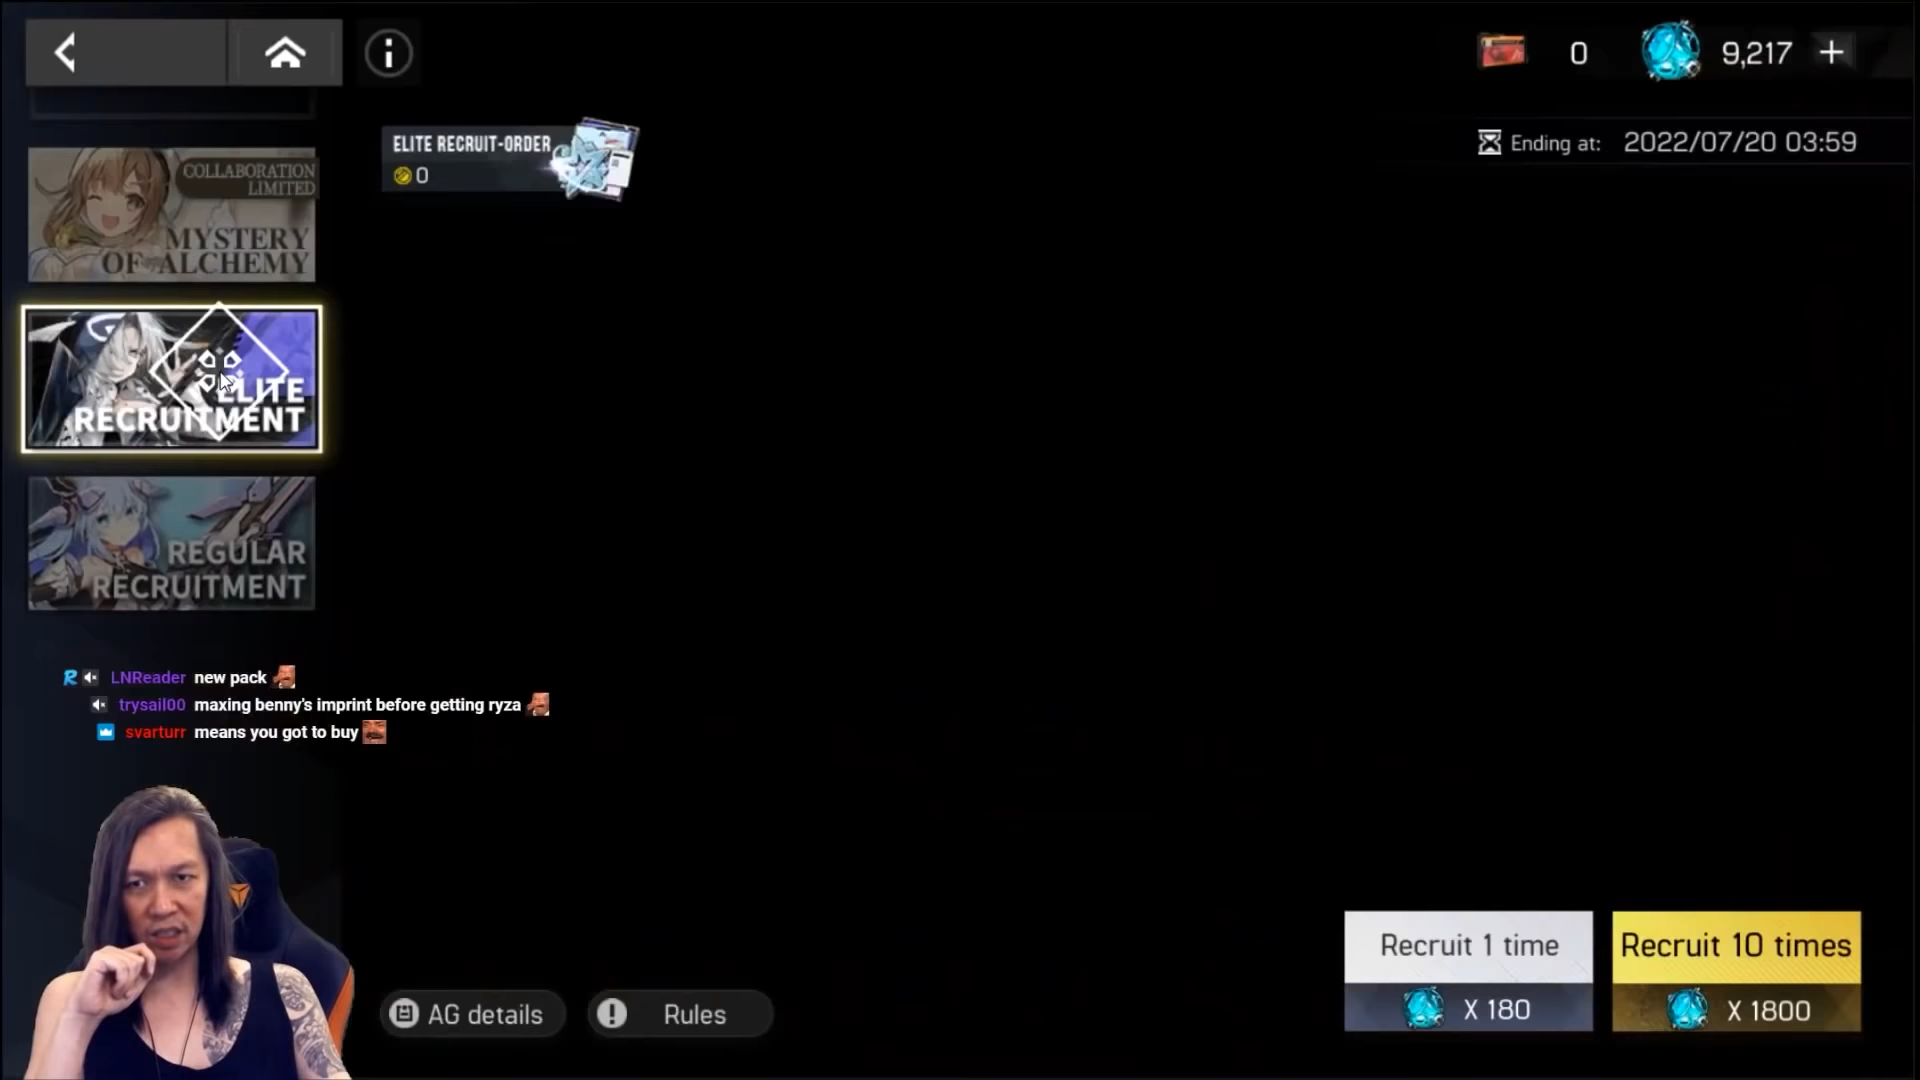 0
9,217 +
ELITE RECRUIT-ORDER
0
Ending at: 2022/07/20 03:59
COLLABORATION
LIMITED
MYSTERY
OF ALCHEMY
ELITE
RECRUITMENT
REGULAR
RECRUITMENT
LNReader new pack
trysail00 maxing benny's imprint before getting ryza
svarturr means you got to buy
Recruit 1 time
X 180
Recruit 10 times
X 1800
AG details
Rules